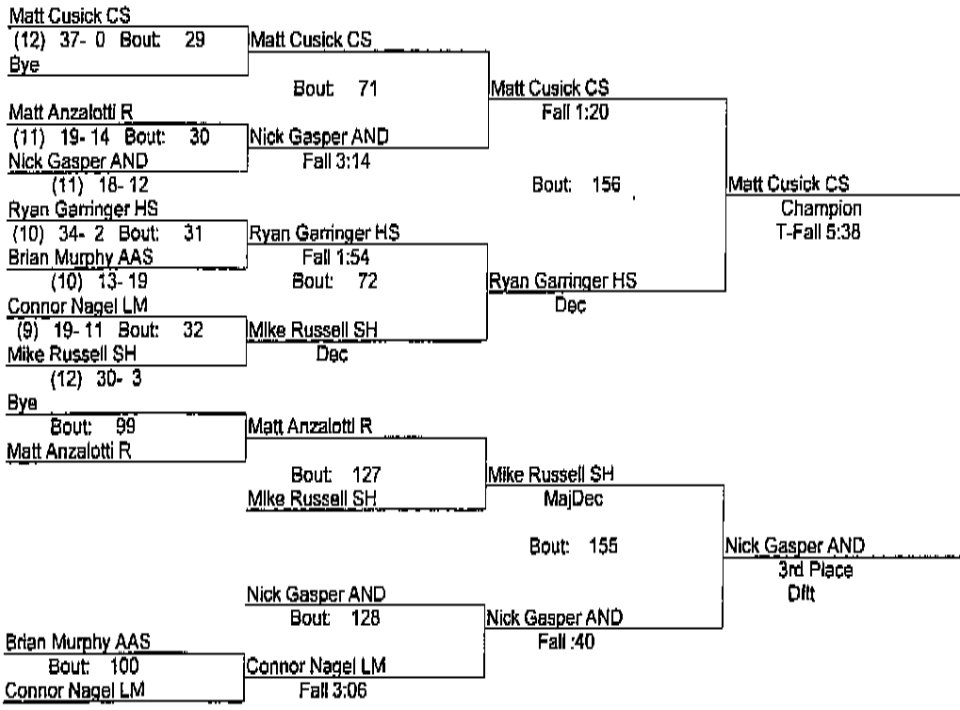 Matt Cusick CS
(12) 37- 0 Bout: 29
Bye
Matt Cusick CS
Bout: 71
Matt Cusick CS
Fall 1:20
Matt Anzalotti R
(11) 19- 14 Bout: 30
Nick Gasper AND
(11) 18- 12
Nick Gasper AND
Fall 3:14
Bout: 156
Matt Cusick CS
Champion
T-Fall 5:38
Ryan Garringer HS
(10) 34- 2 Bout: 31
Brian Murphy AAS
(10) 13- 19
Ryan Garringer HS
Fall 1:54
Bout: 72
Ryan Garringer HS
Dec
Connor Nagel LM
(9) 19- 11 Bout: 32
Mike Russell SH
(12) 30- 3
Mike Russell SH
Dec
Bye
Bout: 99
Matt Anzalotti R
Matt Anzalotti R
Bout: 127
Mike Russell SH
Mike Russell SH
MajDec
Bout: 155
Nick Gasper AND
3rd Place
Dflt
Nick Gasper AND
Bout: 128
Nick Gasper AND
Fall :40
Brian Murphy AAS
Bout: 100
Connor Nagel LM
Connor Nagel LM
Fall 3:06